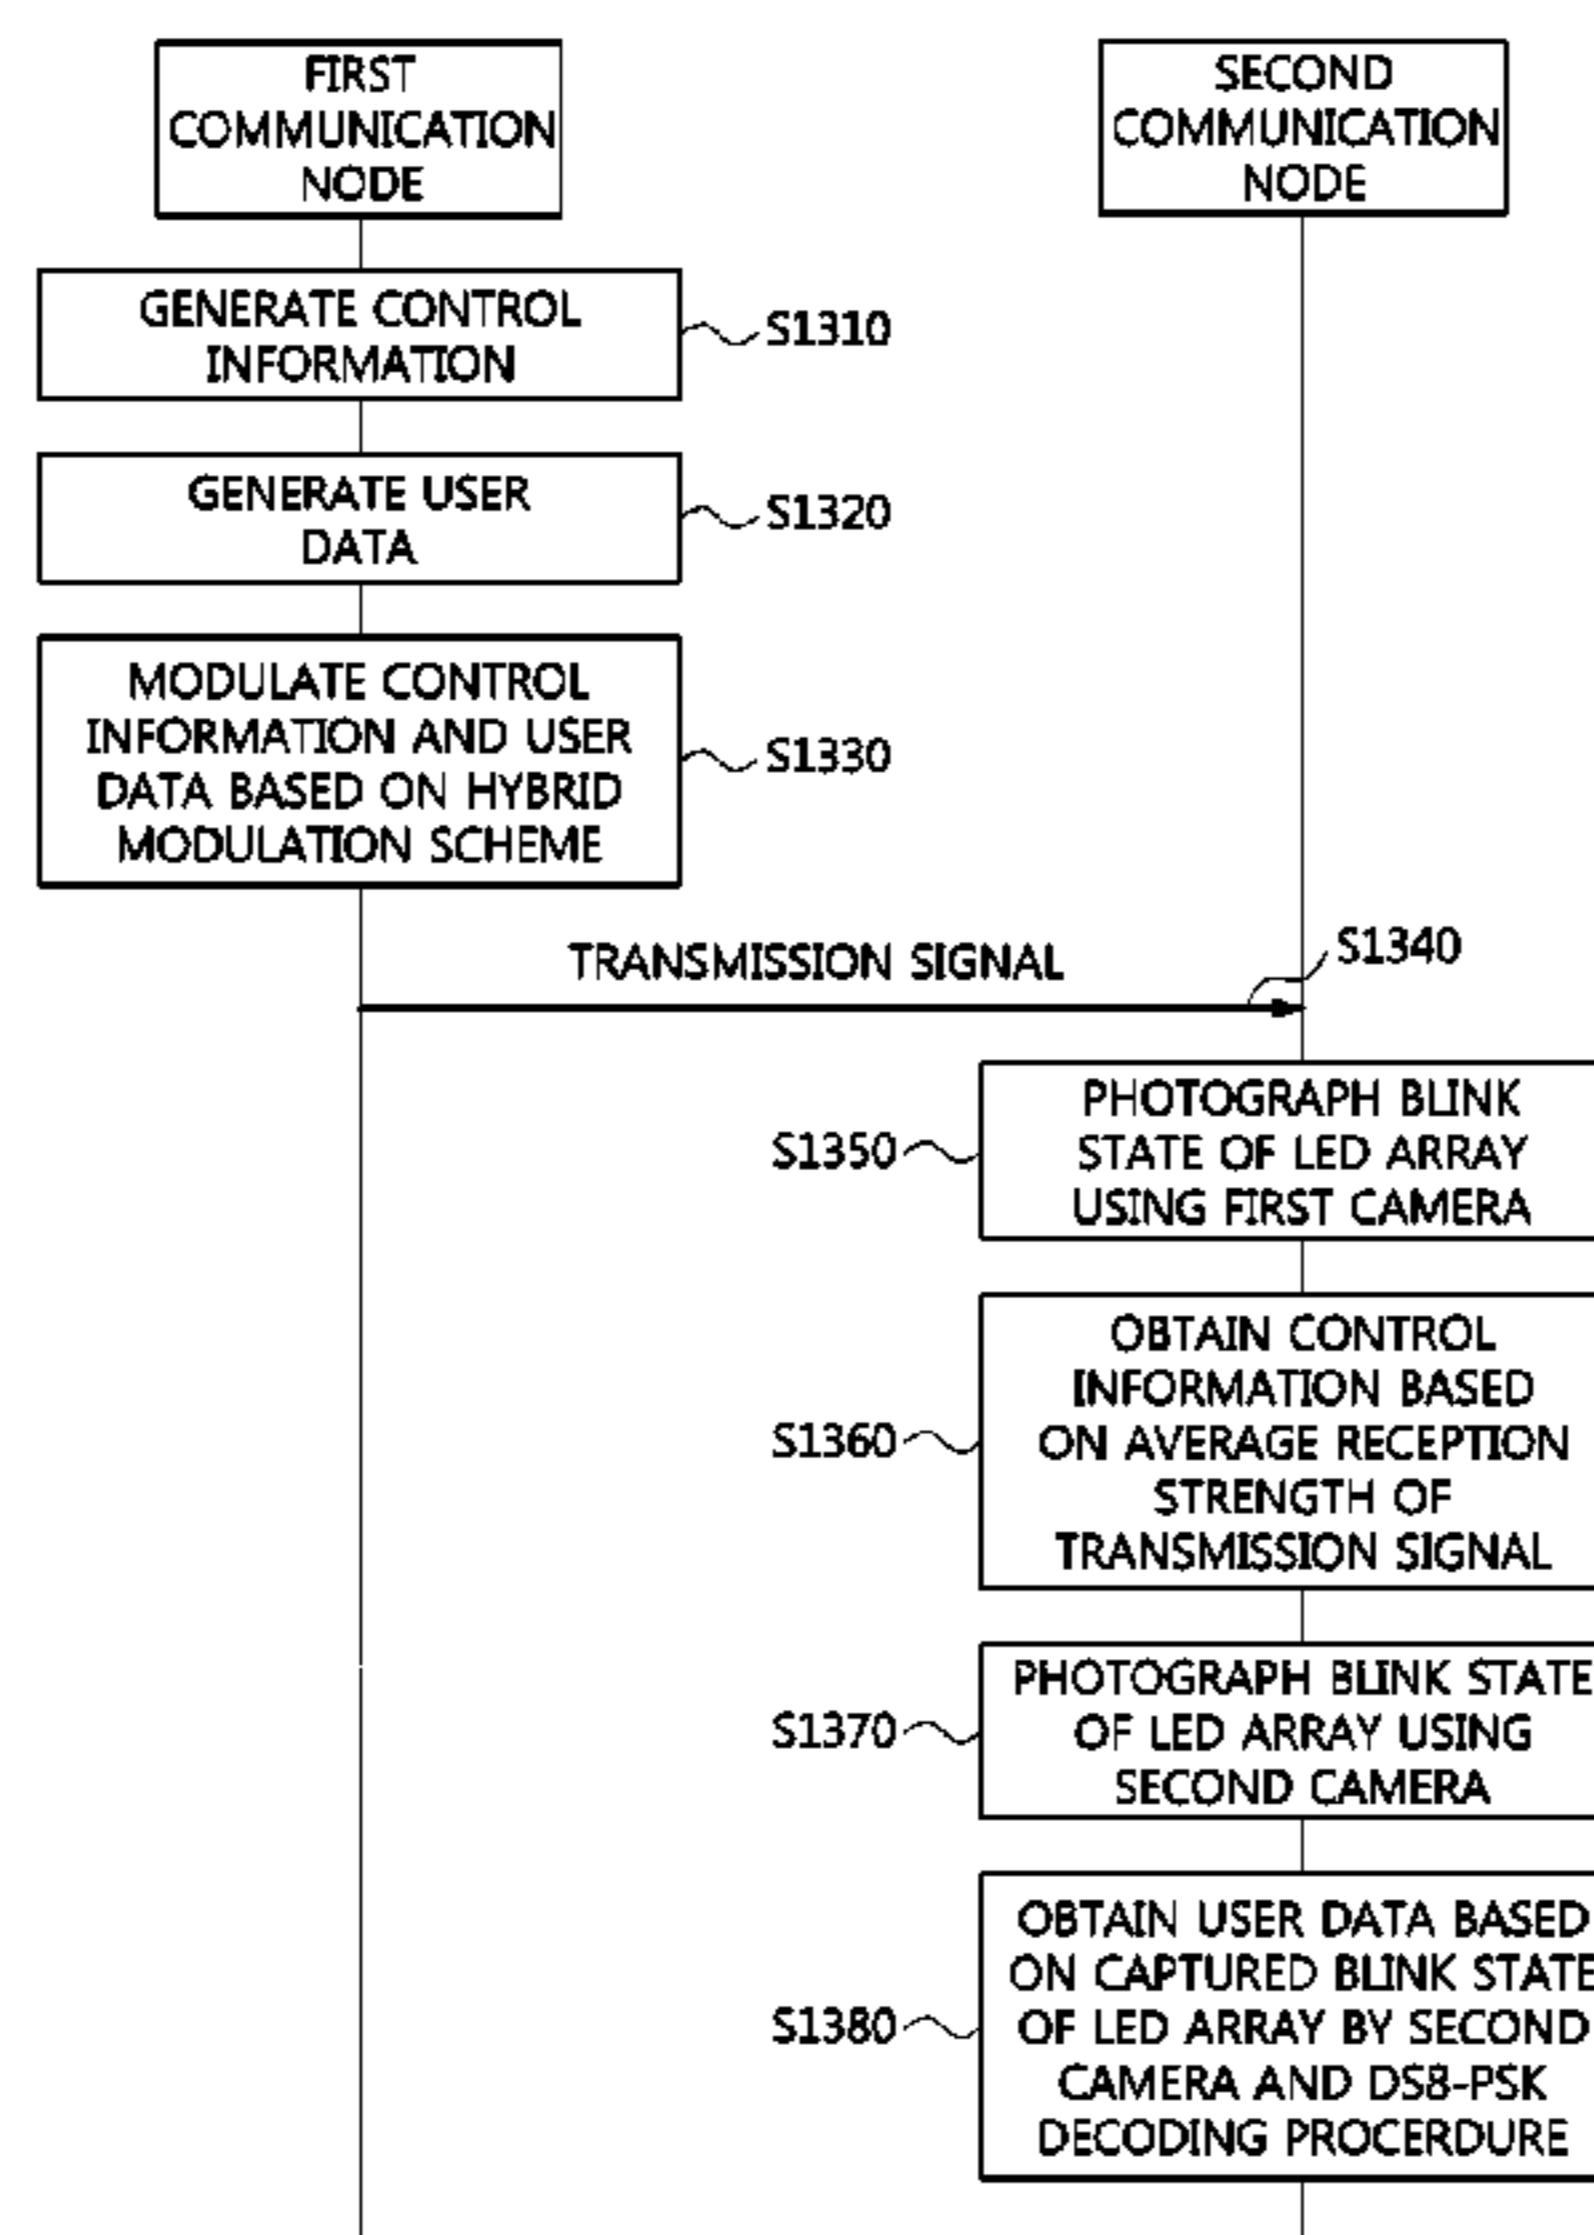 FIRST
COMMUNICATION
NODE
SECOND
COMMUNICATION
NODE
GENERATE CONTROL
INFORMATION
S1310
GENERATE USER
DATA
S1320
MODULATE CONTROL
INFORMATION AND USER
DATA BASED ON HYBRID
MODULATION SCHEME
S1330
TRANSMISSION SIGNAL
S1340
PHOTOGRAPH BLINK
STATE OF LED ARRAY
USING FIRST CAMERA
S1350
OBTAIN CONTROL
INFORMATION BASED
ON AVERAGE RECEPTION
STRENGTH OF
TRANSMISSION SIGNAL
S1360
PHOTOGRAPH BLINK STATE
OF LED ARRAY USING
SECOND CAMERA
S1370
OBTAIN USER DATA BASED
ON CAPTURED BLINK STATE
OF LED ARRAY BY SECOND
CAMERA AND DS8-PSK
DECODING PROCERDURE
S1380